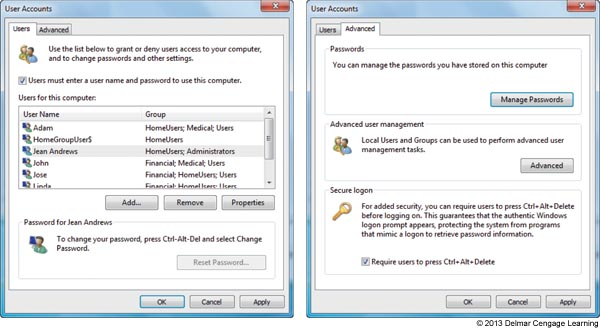 User Accounts
Users
Advanced
Use the list below to grant or deny users access to your computer,
and to change passwords and other settings.
Users must enter a user name and password to use this computer.
Users for this computer:
User Name Group
Adam HomeUsers; Medical; Users
HomeGroupUser$ HomeUsers
Jean Andrews HomeUsers; Administrators
John Financial; Medical; Users
Jose Financial; HomeUsers; Users
Linda Financial; HomeUsers; Users
Add... Remove Properties
Password for Jean Andrews
To change your password, press Ctrl-Alt-Del and select Change
Password.
Reset Password...
OK Cancel Apply
User Accounts
Users
Advanced
Passwords
You can manage the passwords you have stored on this computer
Manage Passwords
Advanced user management
Local Users and Groups can be used to perform advanced user
management tasks.
Advanced
Secure logon
For added security, you can require users to press Ctrl+Alt+Delete
before logging on. This guarantees that the authentic Windows
logon prompt appears, protecting the system from programs
that mimic a logon to retrieve password information.
Require users to press Ctrl+Alt+Delete
OK Cancel Apply
© 2013 Delmar Cengage Learning